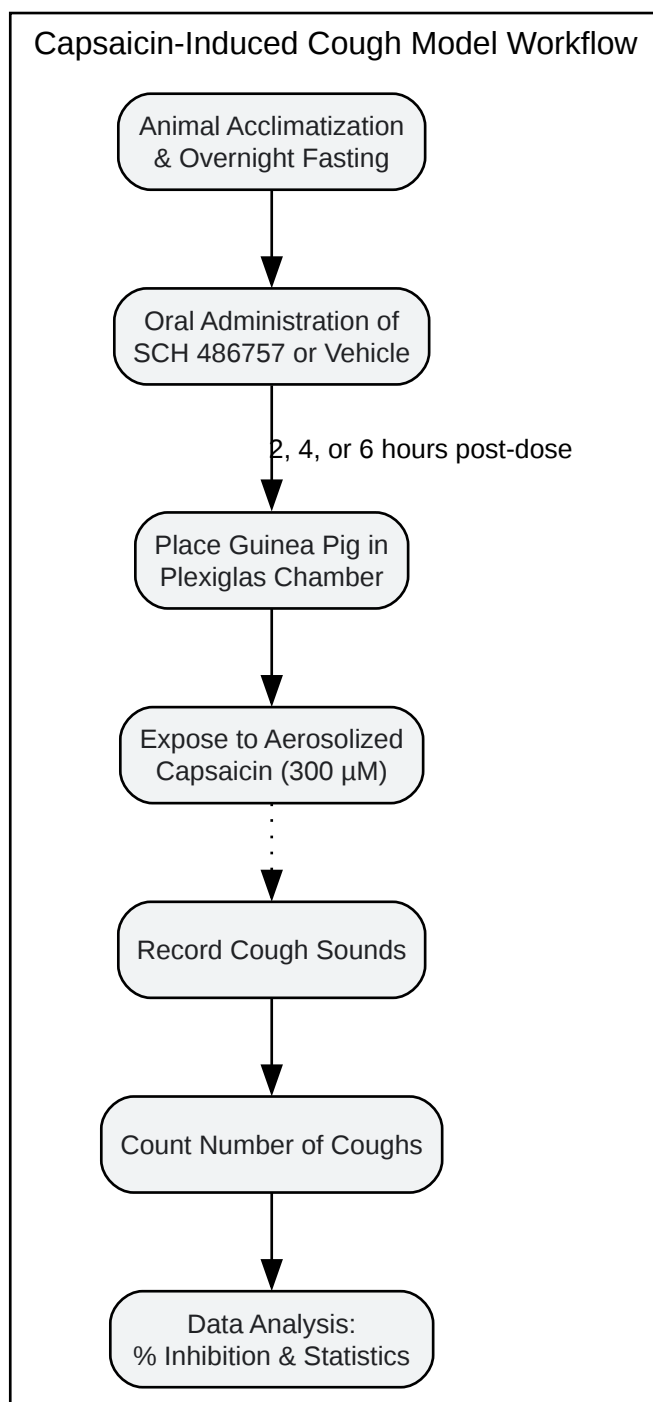 Capsaicin-Induced Cough Model Workflow
Animal Acclimatization
& Overnight Fasting
Oral Administration of
SCH 486757 or Vehicle
2, 4, or 6 hours post-dose
Place Guinea Pig in
Plexiglas Chamber
Expose to Aerosolized
Capsaicin (300 µM)
Record Cough Sounds
Count Number of Coughs
Data Analysis:
% Inhibition & Statistics